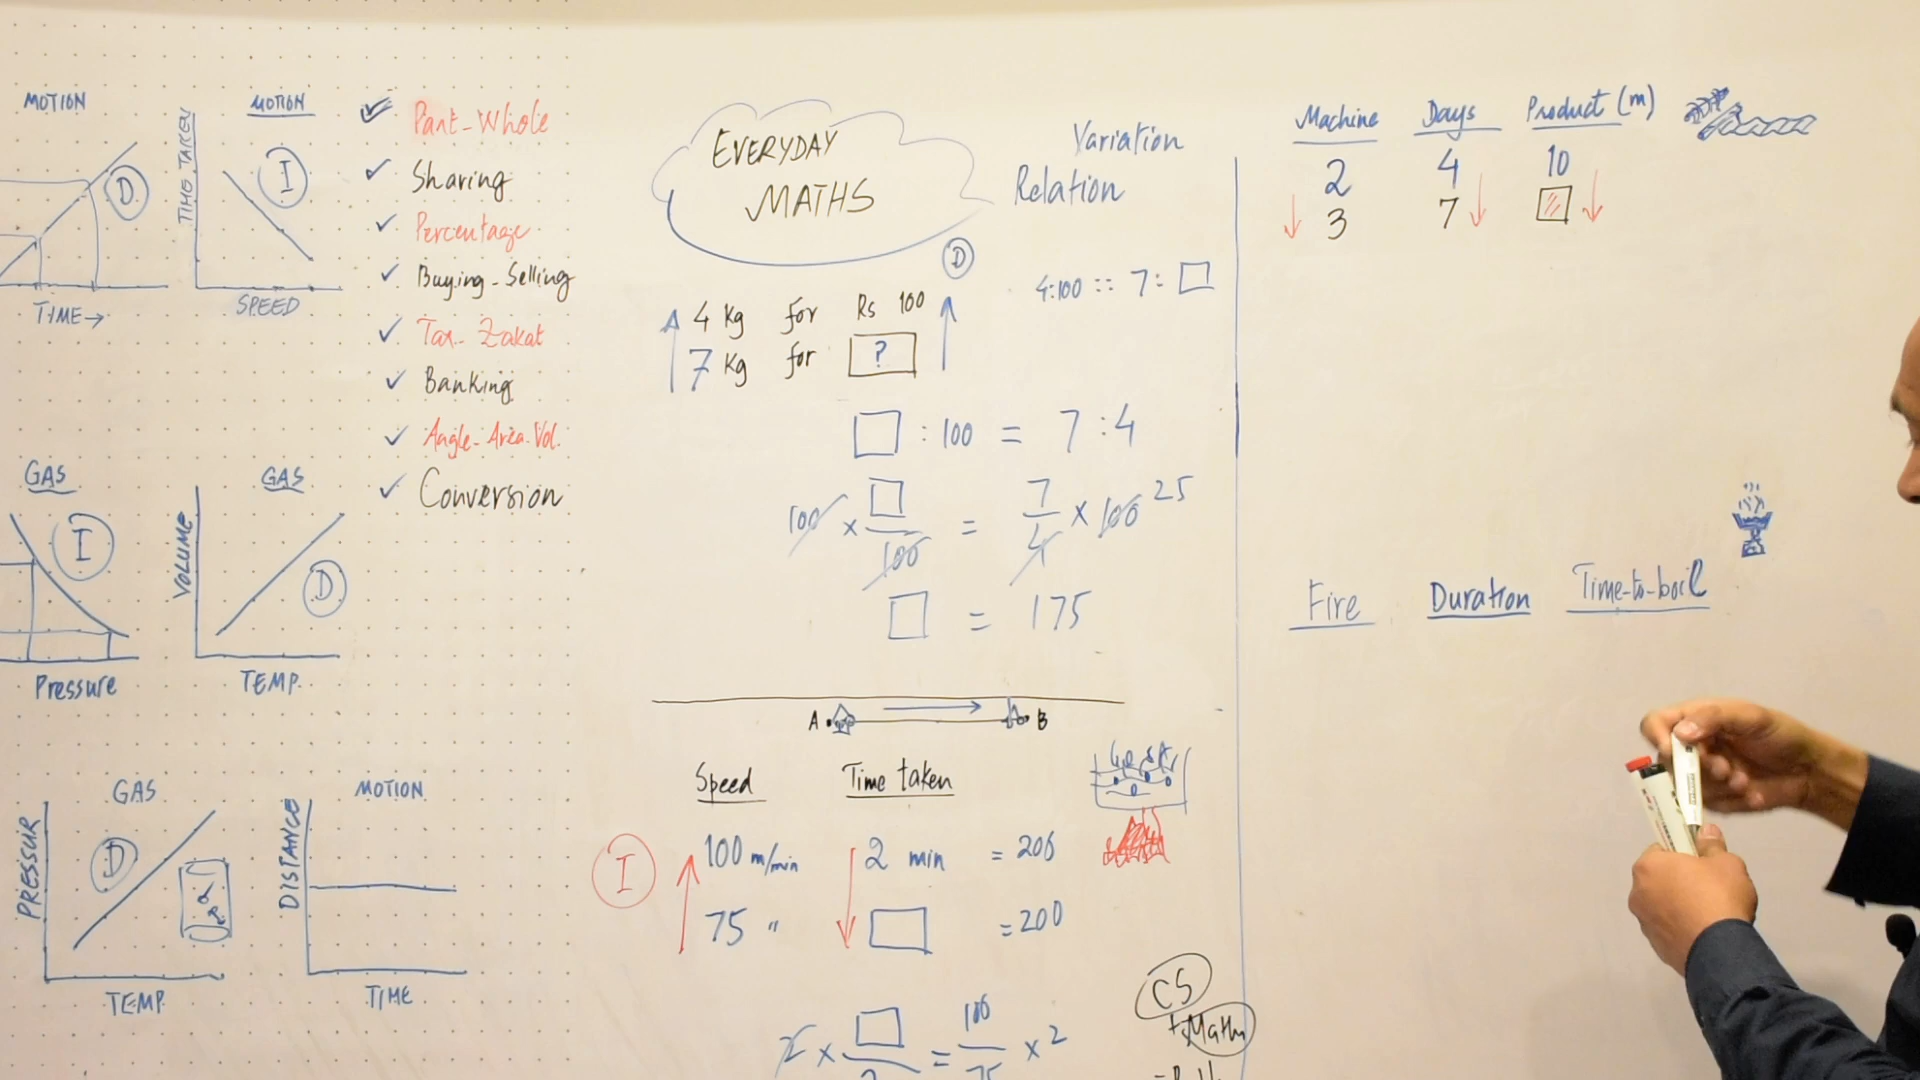 MOTION
D
TIME →
MOTION
TIME TAKEN
I
SPEED
GAS
I
Pressure
GAS
VOLUME
D
TEMP.
GAS
PRESSUR
D
TEMP
MOTION
DISTANCE
TIME
✓ Part-Whole
✓ Sharing
✓ Percentage
✓ Buying-Selling
✓ Tax-Zakat
✓ Banking
✓ Angle-Area-Vol.
✓ Conversion
EVERYDAY
MATHS
Variation
Relation
D
4 Kg for Rs 100
7 Kg for ?
4:100 :: 7: □
□ : 100 = 7 : 4
100 × □/100 = 7/4 × 100 25
□ = 175
A B
Speed Time taken
I
100 m/min 2 min = 200
75 " □ = 200
2 × □/2 = 100/75 × 2
CS
+ Math
Machine Days Product (m)
2 4 10
3 7 □
Fire Duration Time-to-boil